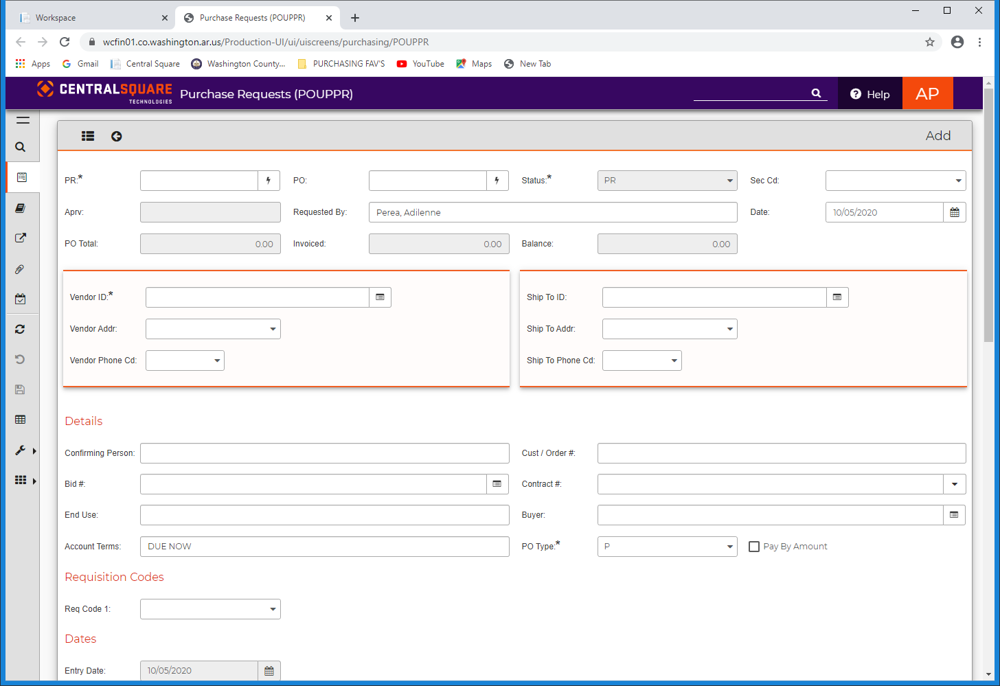 Workspace
Purchase Requests (POUPPR)
wcfin01.co.washington.ar.us/Production-UI/ui/uiscreens/purchasing/POUPPR
Apps Gmail Central Square Washington County... PURCHASING FAV'S YouTube Maps New Tab
CENTRALSQUARE TECHNOLOGIES Purchase Requests (POUPPR) Help AP
Add
PR:* PO: Status:* PR Sec Cd:
Aprv: Requested By: Perea, Adilenne Date: 10/05/2020
PO Total: 0.00 Invoiced: 0.00 Balance: 0.00
Vendor ID:* Ship To ID:
Vendor Addr: Ship To Addr:
Vendor Phone Cd: Ship To Phone Cd:
Details
Confirming Person: Cust / Order #:
Bid #: Contract #:
End Use: Buyer:
Account Terms: DUE NOW PO Type:* P Pay By Amount
Requisition Codes
Req Code 1:
Dates
Entry Date: 10/05/2020